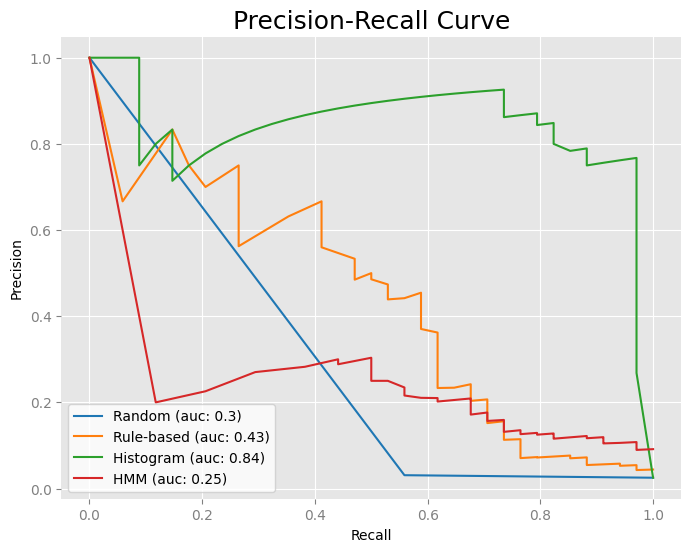 Precision-Recall Curve
Precision
1.0
0.8
0.6
0.4
0.2
0.0
Random (auc: 0.3)
Rule-based (auc: 0.43)
Histogram (auc: 0.84)
HMM (auc: 0.25)
0.0 0.2 0.4 0.6 0.8 1.0
Recall